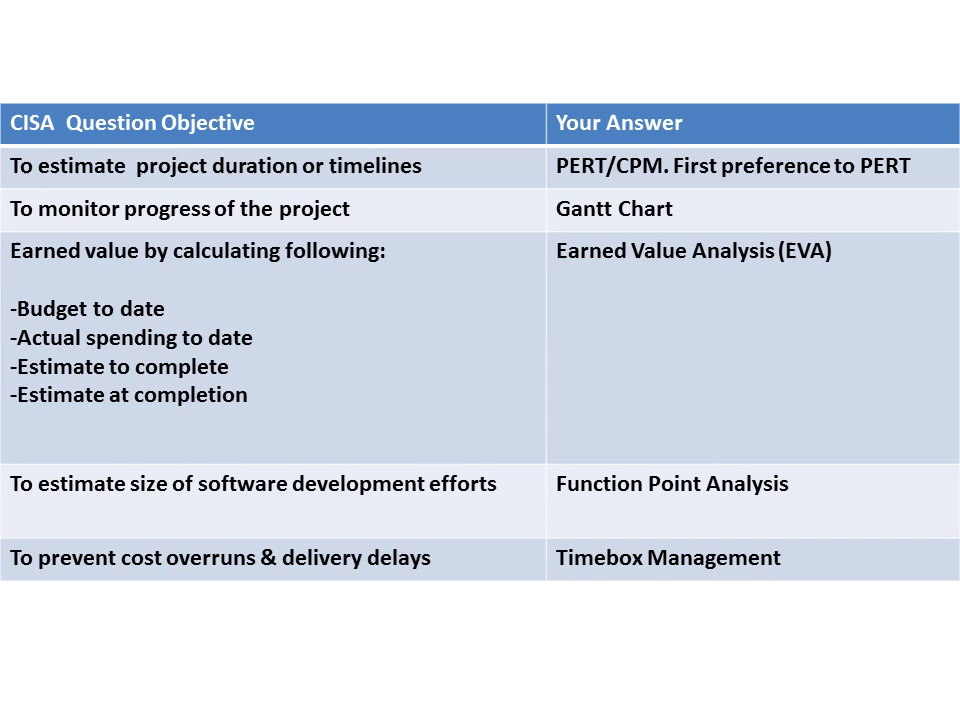 CISA  Question Objective
Your Answer
To estimate  project duration or timelines
PERT/CPM. First preference to PERT
To monitor progress of the project
Gantt Chart
Earned value by calculating following:
Earned Value Analysis (EVA)
-Budget to date
-Actual spending to date
-Estimate to complete
-Estimate at completion
To estimate size of software development efforts
Function Point Analysis
To prevent cost overruns & delivery delays
Timebox Management